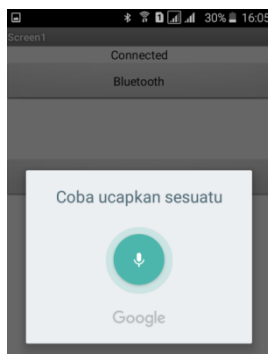 30% 16:05
Screen1
Connected
Bluetooth
Coba ucapkan sesuatu
Google